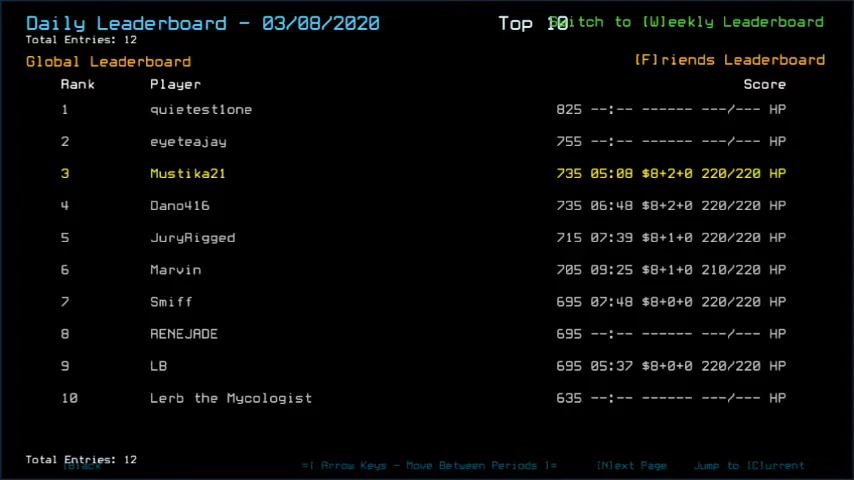 Daily Leaderboard - 03/08/2020 Top 10 Switch to [W]eekly Leaderboard
Total Entries: 12
Global Leaderboard [F]riends Leaderboard
Rank Player Score
1 quietest1one 825 --:-- ------ ---/--- HP
2 eyeteajay 755 --:-- ------ ---/--- HP
3 Mustika21 735 05:08 $8+2+0 220/220 HP
4 Dano416 735 06:48 $8+2+0 220/220 HP
5 JuryRigged 715 07:39 $8+1+0 220/220 HP
6 Marvin 705 09:25 $8+1+0 210/220 HP
7 Smiff 695 07:48 $8+0+0 220/220 HP
8 RENEJADE 695 --:-- ------ ---/--- HP
9 LB 695 05:37 $8+0+0 220/220 HP
10 Lerb the Mycologist 635 --:-- ------ ---/--- HP
Total Entries: 12
[B]ack =[ Arrow Keys - Move Between Periods ]= [N]ext Page Jump to [C]urrent